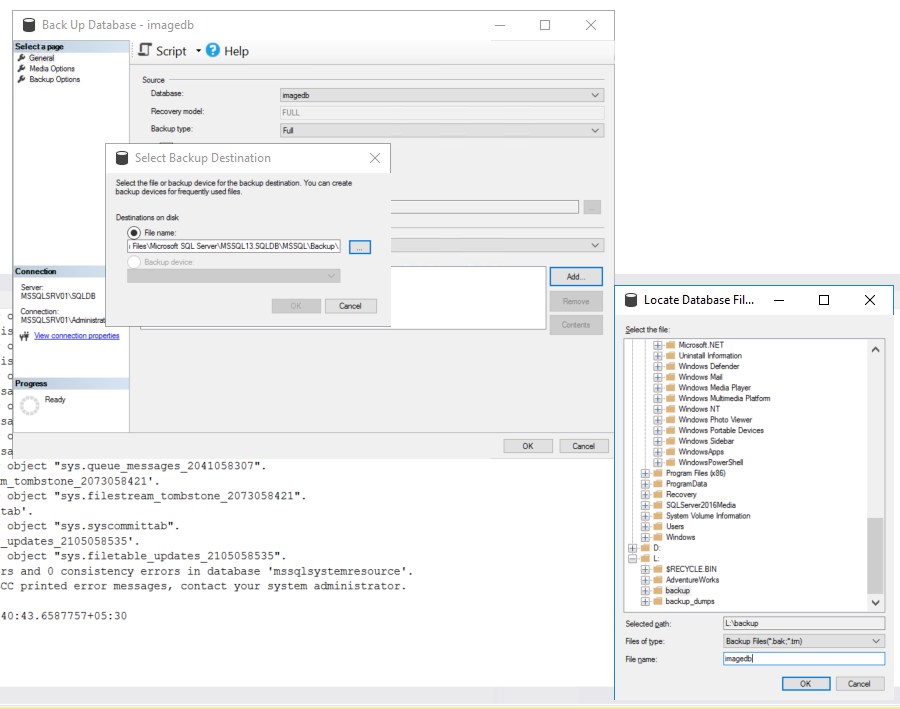 Back Up Database - imagedb
Select a page
General
Media Options
Backup Options
Script
Help
Source
Database:
imagedb
Recovery model:
FULL
Backup type:
Full
Select Backup Destination
Select the file or backup device for the backup destination. You can create
backup devices for frequently used files.
Destinations on disk
File name:
Files\Microsoft SQL Server\MSSQL13.SQLDB\MSSQL\Backup\
...
Backup device:
OK
Cancel
...
Add...
Remove
Contents
Connection
Server:
MSSQLSRV01\SQLDB
Connection:
MSSQLSRV01\Administrat
View connection properties
Progress
Ready
OK
Cancel
object "sys.queue_messages_2041058307".
m_tombstone_2073058421'.
object "sys.filestream_tombstone_2073058421".
tab'.
object "sys.syscommittab".
_updates_2105058535'.
object "sys.filetable_updates_2105058535".
rs and 0 consistency errors in database 'mssqlsystemresource'.
CC printed error messages, contact your system administrator.
40:43.6587757+05:30
Locate Database Fil...
Select the file:
Microsoft.NET
Uninstall Information
Windows Defender
Windows Mail
Windows Media Player
Windows Multimedia Platform
Windows NT
Windows Photo Viewer
Windows Portable Devices
Windows Sidebar
WindowsApps
WindowsPowerShell
Program Files (x86)
ProgramData
Recovery
SQLServer2016Media
System Volume Information
Users
Windows
D:
L:
$RECYCLE.BIN
AdventureWorks
backup
backup_dumps
Selected path:
L:\backup
Files of type:
Backup Files(*.bak;*.trn)
File name:
imagedb
OK
Cancel